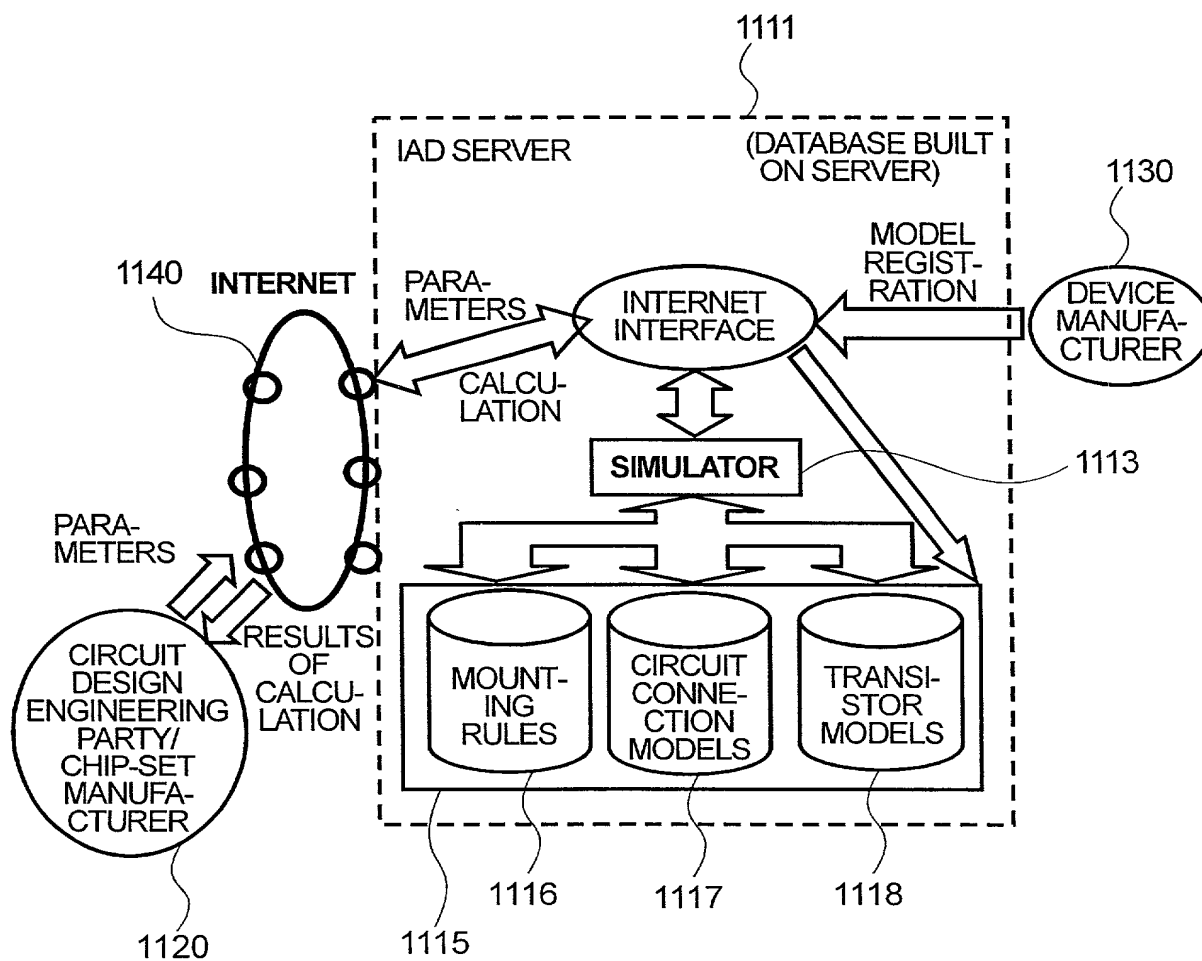 1111
IAD SERVER
(DATABASE BUILT
ON SERVER)
1130
1140
INTERNET
PARA-
METERS
CALCU-
LATION
INTERNET
INTERFACE
MODEL
REGIST-
RATION
DEVICE
MANUFA-
CTURER
SIMULATOR
1113
PARA-
METERS
RESULTS
OF
CALCU-
LATION
CIRCUIT
DESIGN
ENGINEERING
PARTY/
CHIP-SET
MANUFA-
CTURER
MOUNT-
ING
RULES
CIRCUIT
CONNE-
CTION
MODELS
TRANSI-
STOR
MODELS
1116
1117
1118
1115
1120